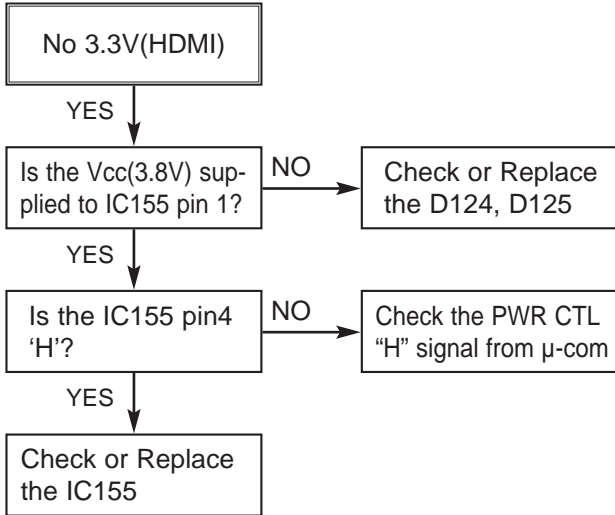 No 3.3V(HDMI)
YES
Is the Vcc(3.8V) sup-
plied to IC155 pin 1?
NO
Check or Replace
the D124, D125
YES
Is the IC155 pin4
‘H’?
NO
Check the PWR CTL
“H” signal from µ-com
YES
Check or Replace
the IC155